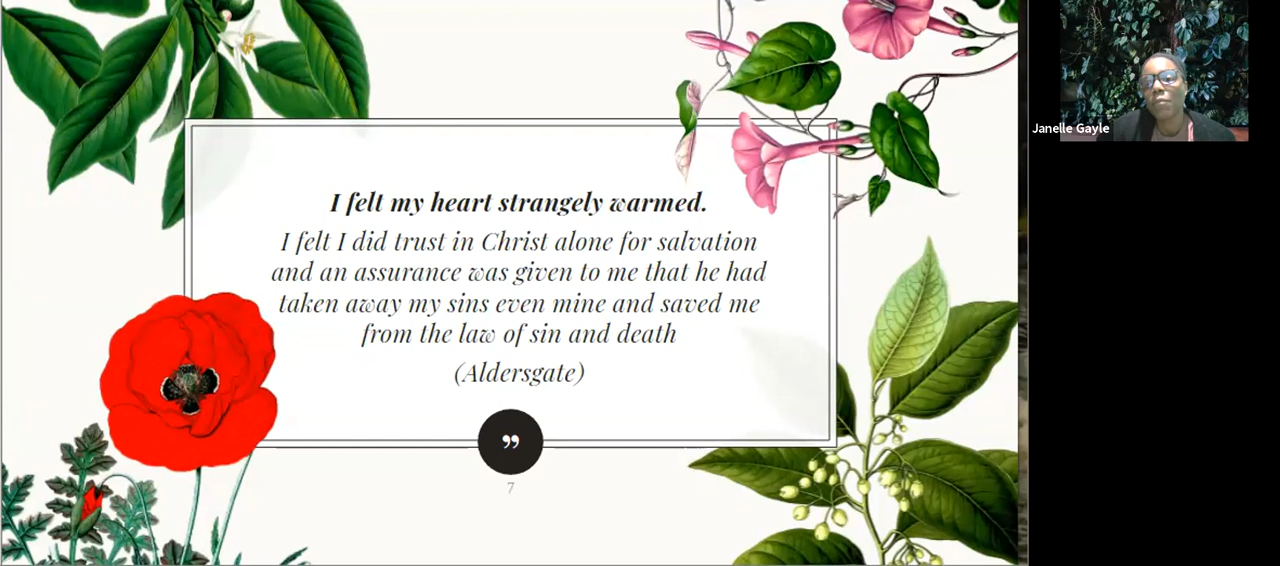 I felt my heart strangely warmed.
I felt I did trust in Christ alone for salvation
and an assurance was given to me that he had
taken away my sins even mine and saved me
from the law of sin and death
(Aldersgate)
”
7
Janelle Gayle